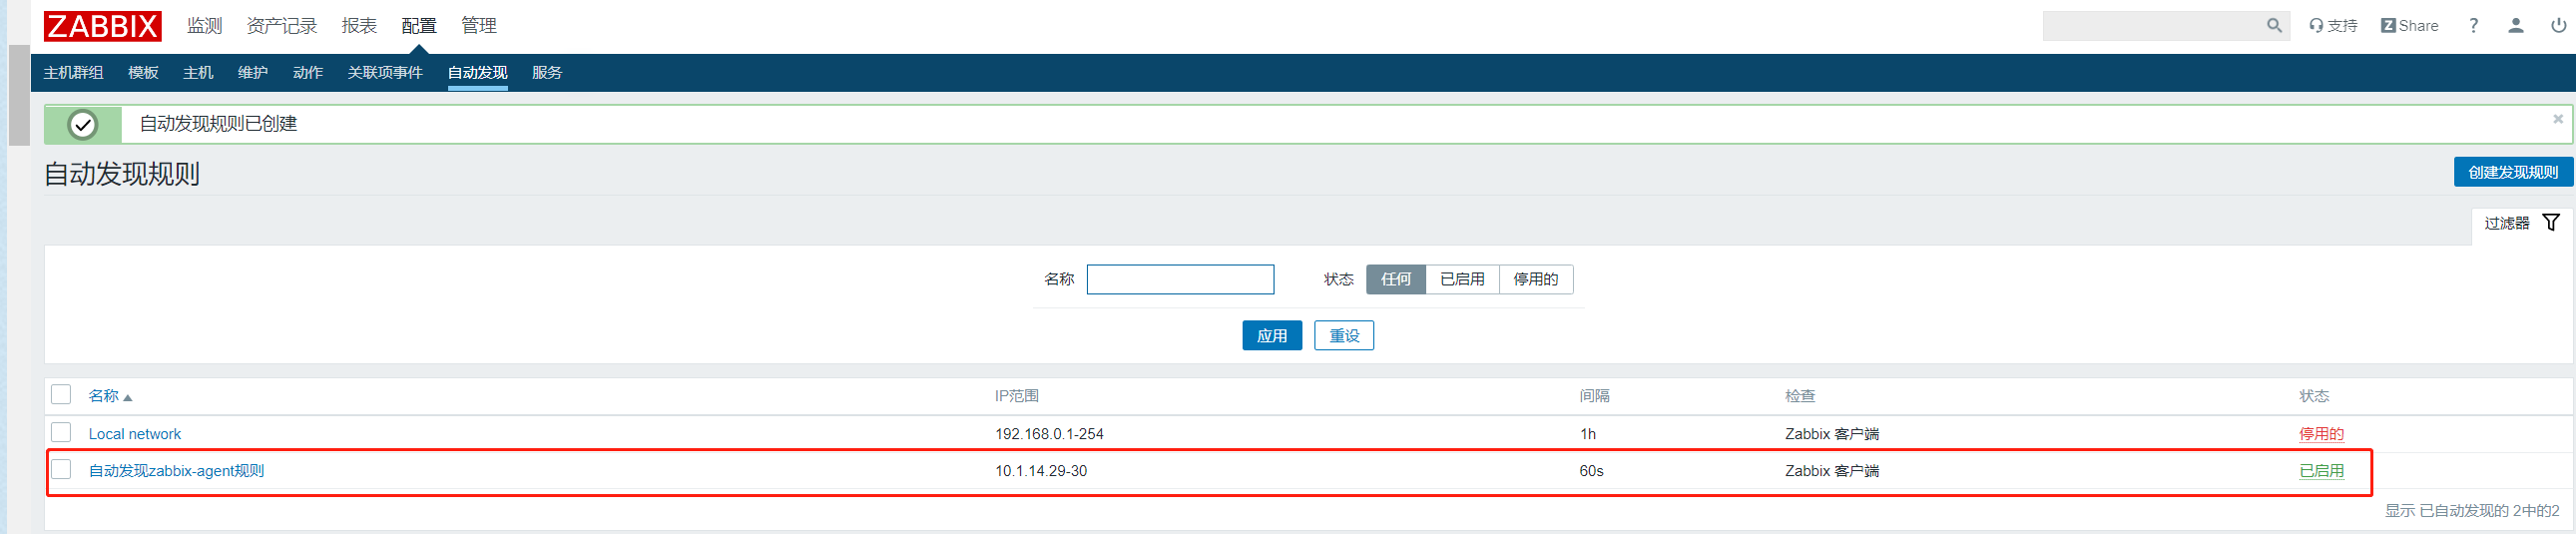 ZABBIX 监测 资产记录 报表 配置 管理 支持 Z Share ?
主机群组 模板 主机 维护 动作 关联项事件 自动发现 服务
自动发现规则已创建
自动发现规则 创建发现规则
过滤器
名称 状态 任何 已启用 停用的
应用 重设
名称 IP范围 间隔 检查 状态
Local network 192.168.0.1-254 1h Zabbix 客户端 停用的
自动发现zabbix-agent规则 10.1.14.29-30 60s Zabbix 客户端 已启用
显示 已自动发现的 2中的2